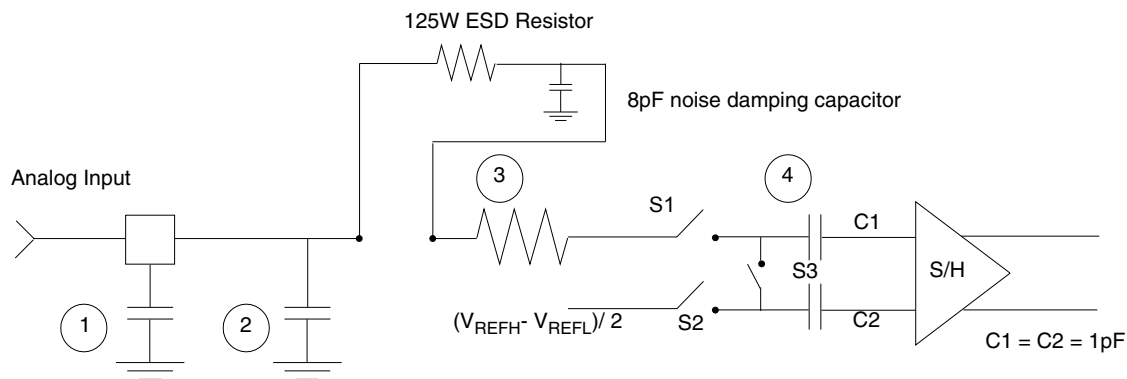 125W ESD Resistor
8pF noise damping capacitor
Analog Input
3
4
S1
C1
S3
S/H
1
2
(VREFH- VREFL)/ 2
S2
C2
C1 = C2 = 1pF